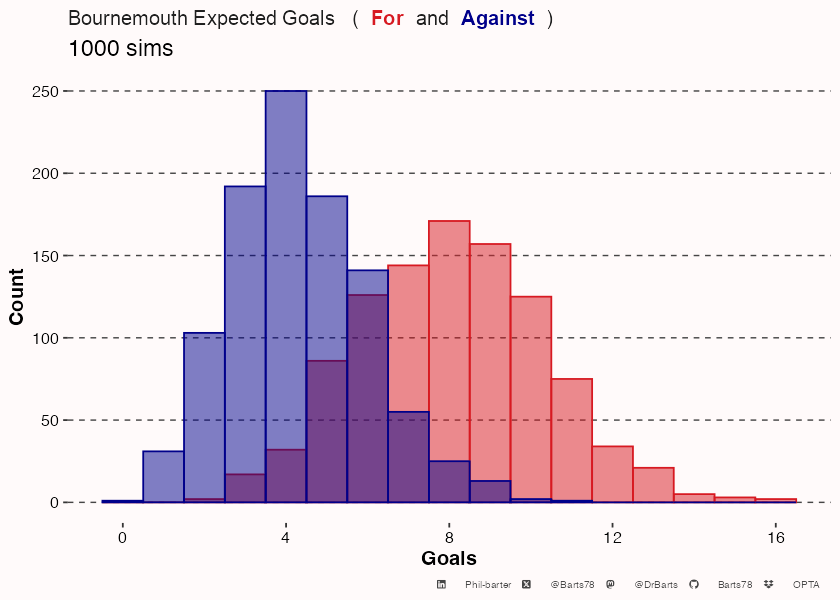 Bournemouth Expected Goals ( For and Against )
1000 sims
250
200
150
100
50
0
Count
0 4 8 12 16
Goals
Phil-barter @Barts78 @DrBarts Barts78 OPTA